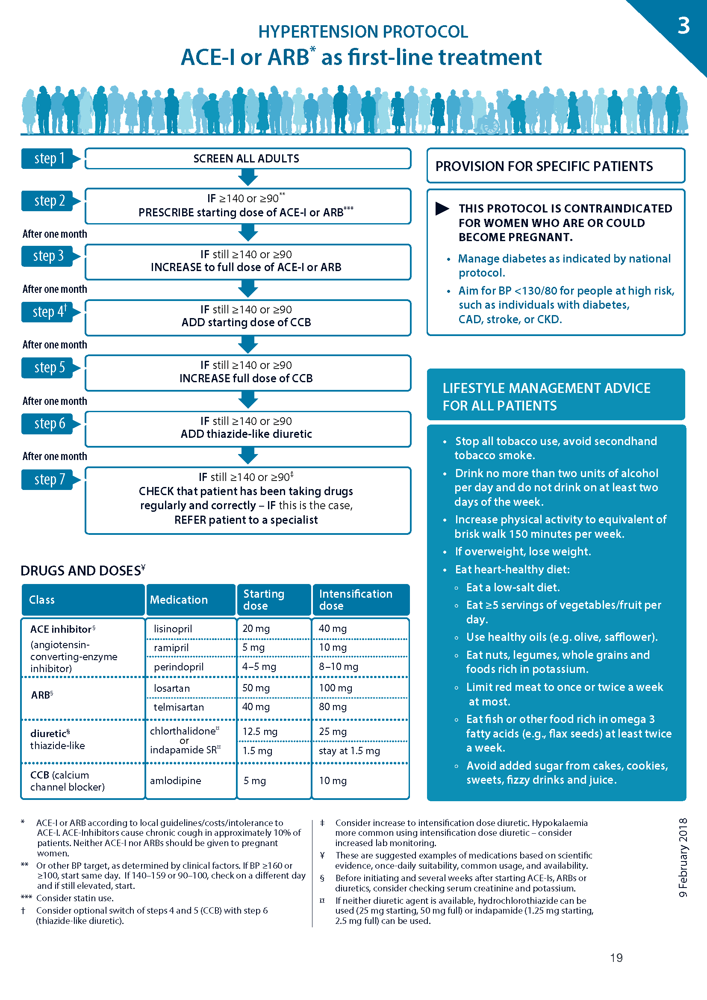 3
HYPERTENSION PROTOCOL
ACE-I or ARB* as first-line treatment
step 1
SCREEN ALL ADULTS
step 2
IF ≥140 or ≥90**
PRESCRIBE starting dose of ACE-I or ARB***
After one month
step 3
IF still ≥140 or ≥90
INCREASE to full dose of ACE-I or ARB
After one month
step 4†
IF still ≥140 or ≥90
ADD starting dose of CCB
After one month
step 5
IF still ≥140 or ≥90
INCREASE full dose of CCB
After one month
step 6
IF still ≥140 or ≥90
ADD thiazide-like diuretic
After one month
step 7
IF still ≥140 or ≥90‡
CHECK that patient has been taking drugs
regularly and correctly – IF this is the case,
REFER patient to a specialist
PROVISION FOR SPECIFIC PATIENTS
THIS PROTOCOL IS CONTRAINDICATED
FOR WOMEN WHO ARE OR COULD
BECOME PREGNANT.
• Manage diabetes as indicated by national
protocol.
• Aim for BP <130/80 for people at high risk,
such as individuals with diabetes,
CAD, stroke, or CKD.
LIFESTYLE MANAGEMENT ADVICE
FOR ALL PATIENTS
• Stop all tobacco use, avoid secondhand
tobacco smoke.
• Drink no more than two units of alcohol
per day and do not drink on at least two
days of the week.
• Increase physical activity to equivalent of
brisk walk 150 minutes per week.
• If overweight, lose weight.
• Eat heart-healthy diet:
◦ Eat a low-salt diet.
◦ Eat ≥5 servings of vegetables/fruit per
day.
◦ Use healthy oils (e.g. olive, safflower).
◦ Eat nuts, legumes, whole grains and
foods rich in potassium.
◦ Limit red meat to once or twice a week
at most.
◦ Eat fish or other food rich in omega 3
fatty acids (e.g., flax seeds) at least twice
a week.
◦ Avoid added sugar from cakes, cookies,
sweets, fizzy drinks and juice.
DRUGS AND DOSES¥
Class Medication Starting dose Intensification dose
ACE inhibitor§
(angiotensin-
converting-enzyme
inhibitor)
lisinopril 20 mg 40 mg
ramipril 5 mg 10 mg
perindopril 4–5 mg 8–10 mg
ARB§
losartan 50 mg 100 mg
telmisartan 40 mg 80 mg
diuretic§
thiazide-like
chlorthalidone¤ 12.5 mg 25 mg
or
indapamide SR¤ 1.5 mg stay at 1.5 mg
CCB (calcium
channel blocker)
amlodipine 5 mg 10 mg
* ACE-I or ARB according to local guidelines/costs/intolerance to
ACE-I. ACE-Inhibitors cause chronic cough in approximately 10% of
patients. Neither ACE-I nor ARBs should be given to pregnant
women.
** Or other BP target, as determined by clinical factors. If BP ≥160 or
≥100, start same day. If 140–159 or 90–100, check on a different day
and if still elevated, start.
*** Consider statin use.
† Consider optional switch of steps 4 and 5 (CCB) with step 6
(thiazide-like diuretic).
‡ Consider increase to intensification dose diuretic. Hypokalaemia
more common using intensification dose diuretic – consider
increased lab monitoring.
¥ These are suggested examples of medications based on scientific
evidence, once-daily suitability, common usage, and availability.
§ Before initiating and several weeks after starting ACE-Is, ARBs or
diuretics, consider checking serum creatinine and potassium.
¤ If neither diuretic agent is available, hydrochlorothiazide can be
used (25 mg starting, 50 mg full) or indapamide (1.25 mg starting,
2.5 mg full) can be used.
9 February 2018
19